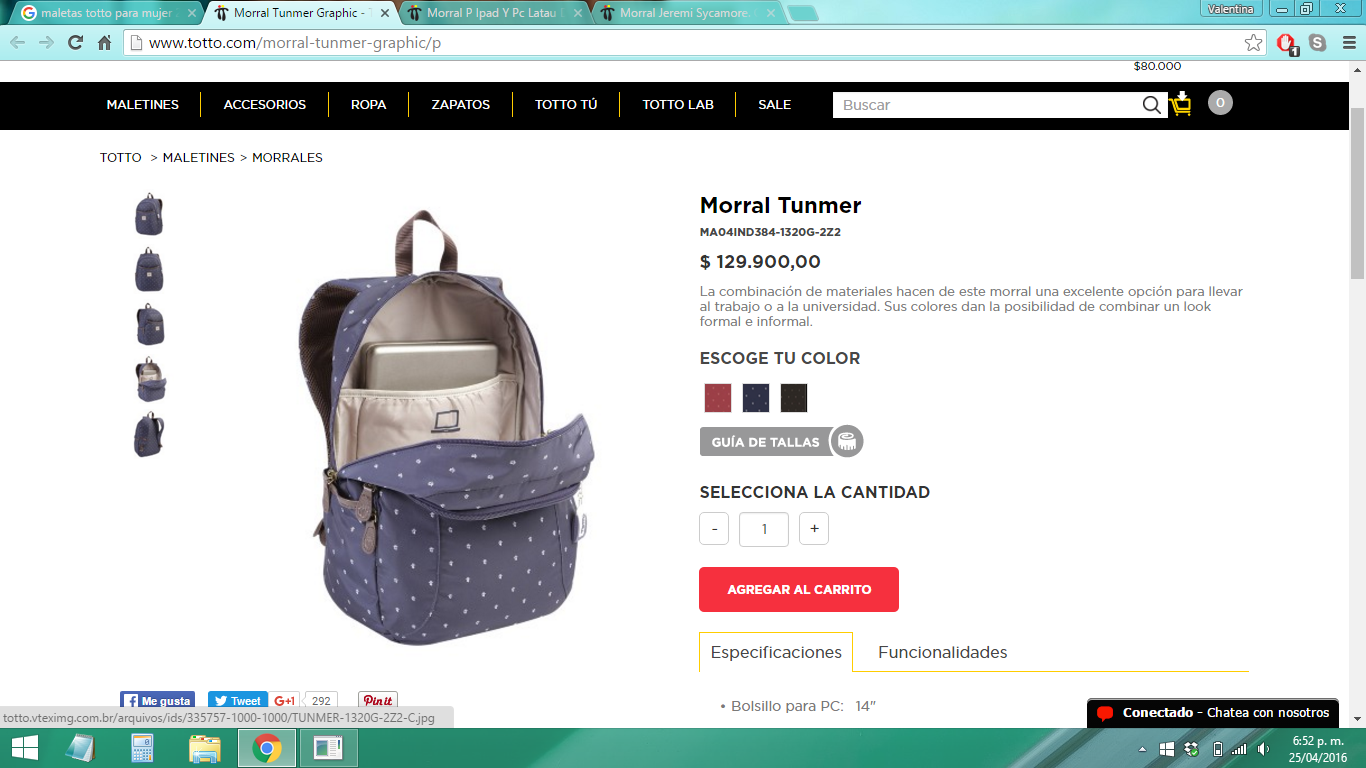 maletas totto para mujer
Morral Tunmer Graphic -
Morral P Ipad Y Pc Latau
Morral Jeremi Sycamore
Valentina
www.totto.com/morral-tunmer-graphic/p
1
$80.000
MALETINES
ACCESORIOS
ROPA
ZAPATOS
TOTTO TÚ
TOTTO LAB
SALE
Buscar
0
TOTTO > MALETINES > MORRALES
Morral Tunmer
MA04IND384-1320G-2Z2
$ 129.900,00
La combinación de materiales hacen de este morral una excelente opción para llevar
al trabajo o a la universidad. Sus colores dan la posibilidad de combinar un look
formal e informal.
ESCOGE TU COLOR
GUÍA DE TALLAS
SELECCIONA LA CANTIDAD
- 1 +
AGREGAR AL CARRITO
Especificaciones
Funcionalidades
• Bolsillo para PC: 14"
Me gusta
Tweet
G+1
292
Pin it
totto.vteximg.com.br/arquivos/ids/335757-1000-1000/TUNMER-1320G-2Z2-C.jpg
Conectado - Chatea con nosotros
6:52 p. m.
25/04/2016